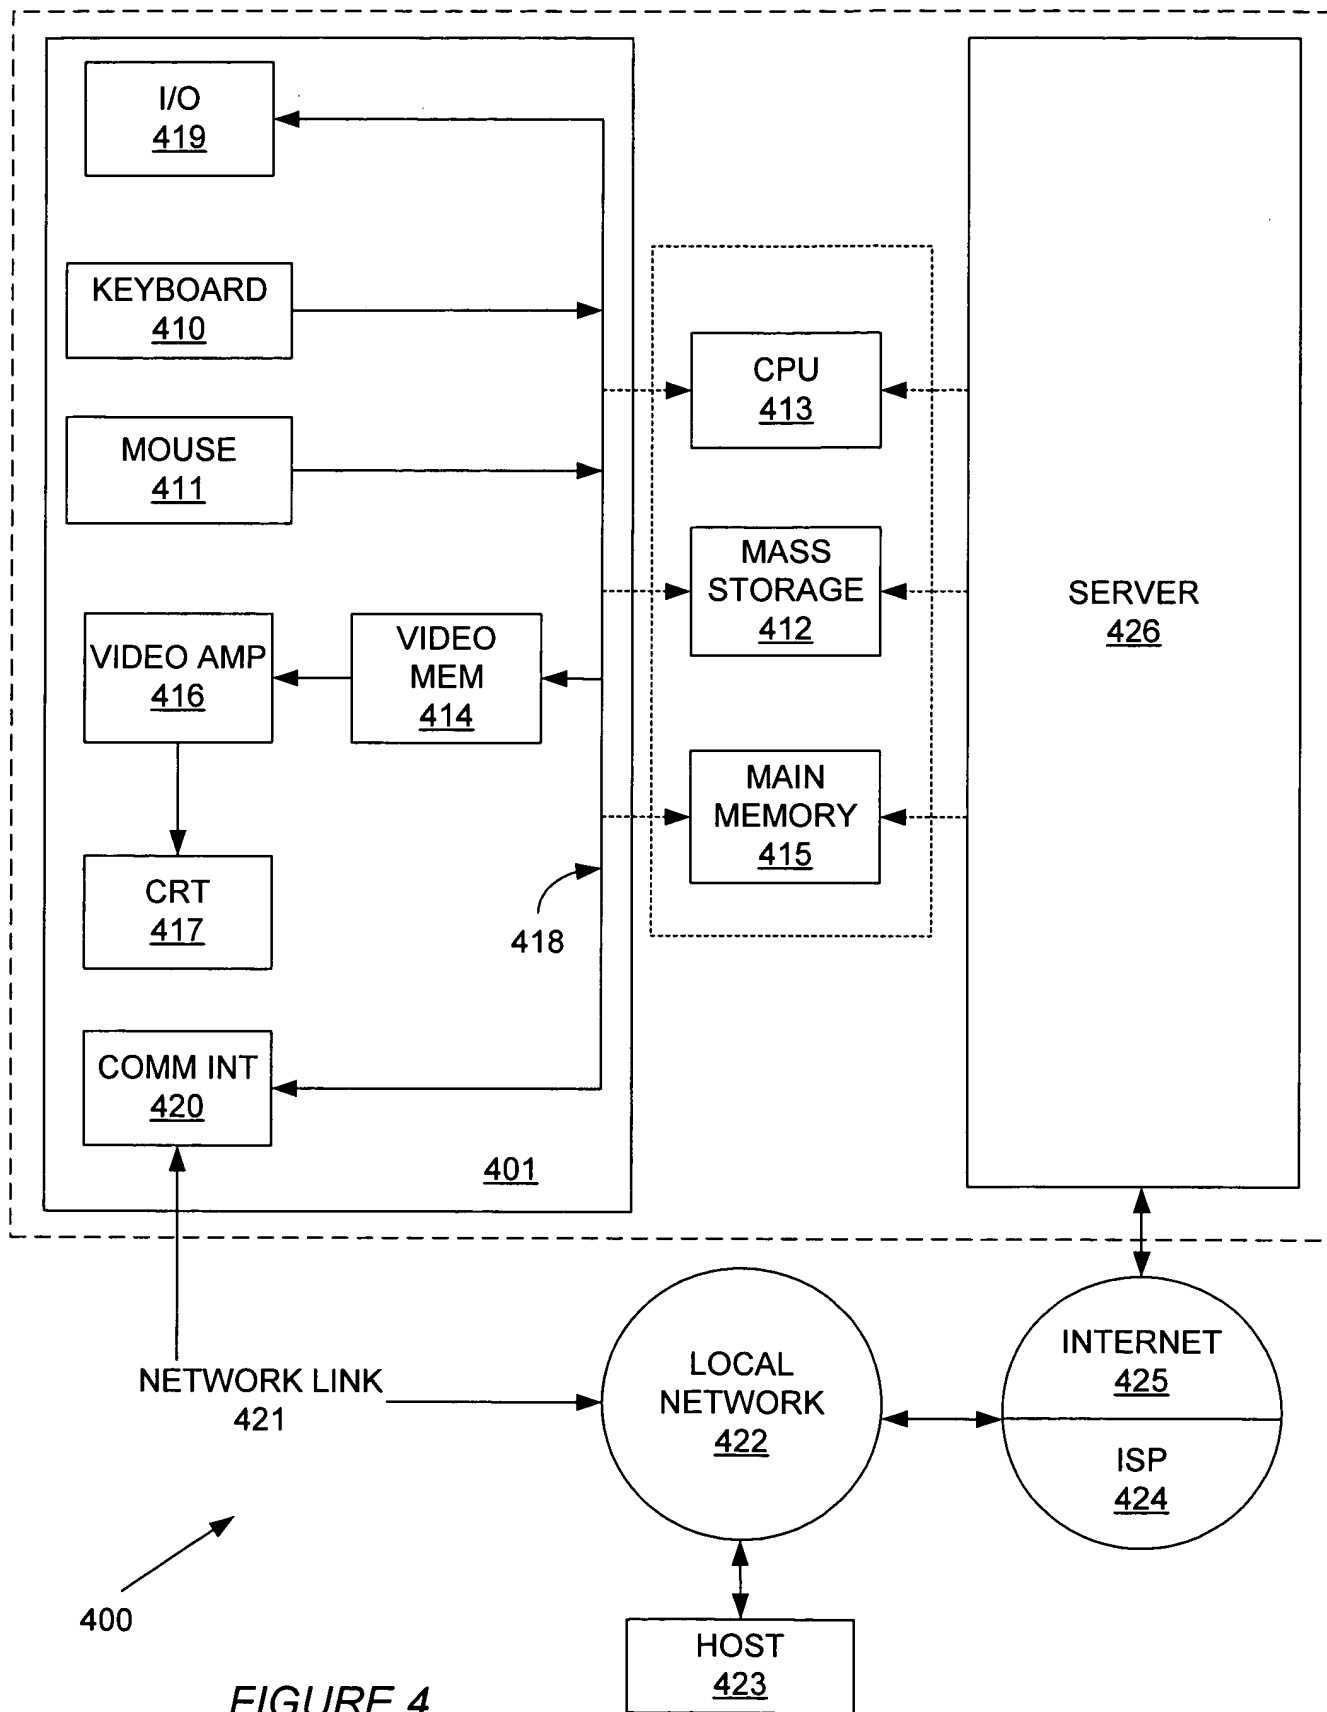 I/O
419
KEYBOARD
410
MOUSE
411
VIDEO AMP
416
VIDEO
MEM
414
CRT
417
418
COMM INT
420
401
CPU
413
MASS
STORAGE
412
MAIN
MEMORY
415
SERVER
426
NETWORK LINK
421
LOCAL
NETWORK
422
INTERNET
425
ISP
424
400
HOST
423
FIGURE 4